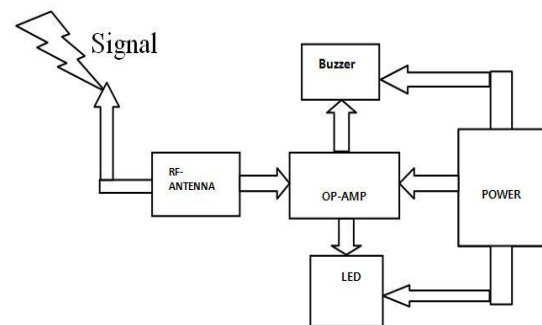 Signal
Buzzer
RF-
ANTENNA
OP-AMP
POWER
LED